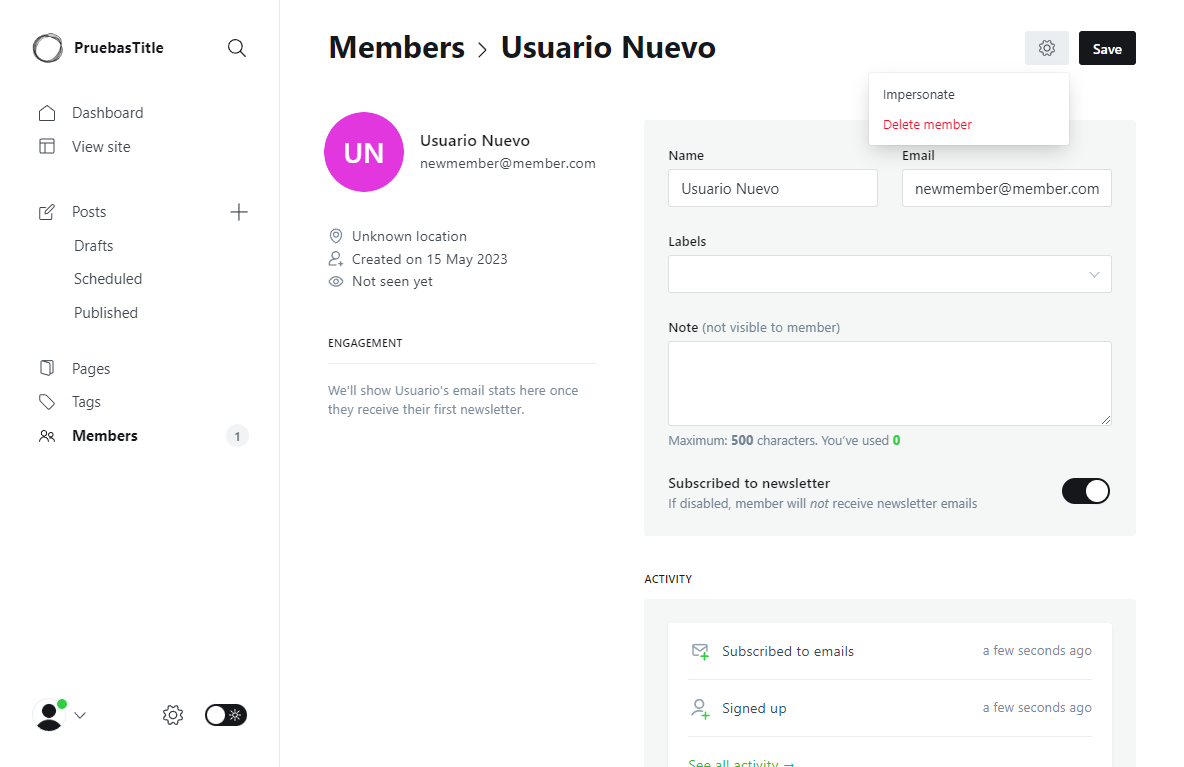 PruebasTitle
Dashboard
View site
Posts
Drafts
Scheduled
Published
Pages
Tags
Members
1
Members > Usuario Nuevo
Save
Impersonate
Delete member
UN
Usuario Nuevo
newmember@member.com
Unknown location
Created on 15 May 2023
Not seen yet
ENGAGEMENT
We'll show Usuario's email stats here once
they receive their first newsletter.
Name
Usuario Nuevo
Email
newmember@member.com
Labels
Note (not visible to member)
Maximum: 500 characters. You've used 0
Subscribed to newsletter
If disabled, member will not receive newsletter emails
ACTIVITY
Subscribed to emails
a few seconds ago
Signed up
a few seconds ago
See all activity →